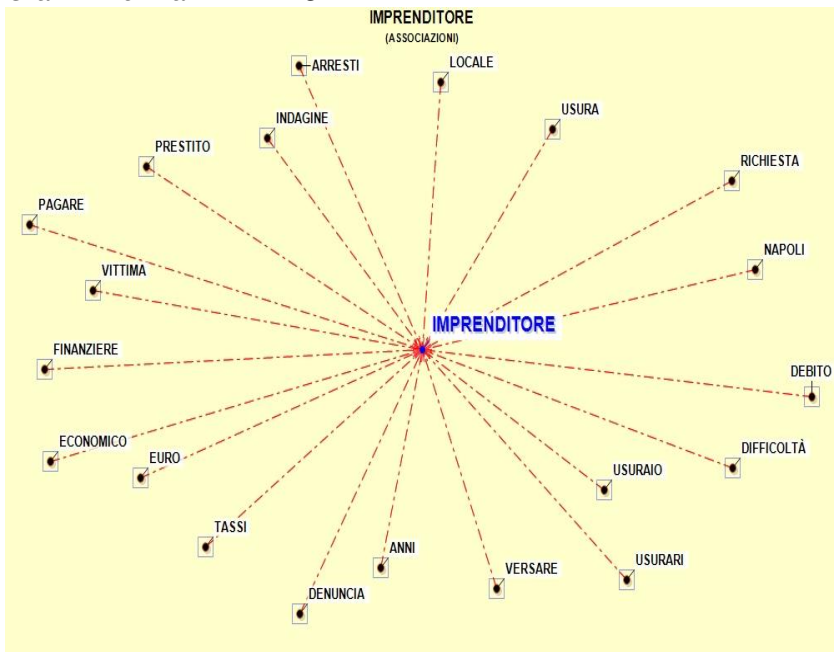 IMPRENDITORE
(ASSOCIAZIONI)
ARRESTI
LOCALE
USURA
INDAGINE
PRESTITO
RICHIESTA
PAGARE
NAPOLI
VITTIMA
IMPRENDITORE
FINANZIERE
DEBITO
ECONOMICO
EURO
DIFFICOLTÀ
USURAIO
TASSI
ANNI
USURARI
VERSARE
DENUNCIA